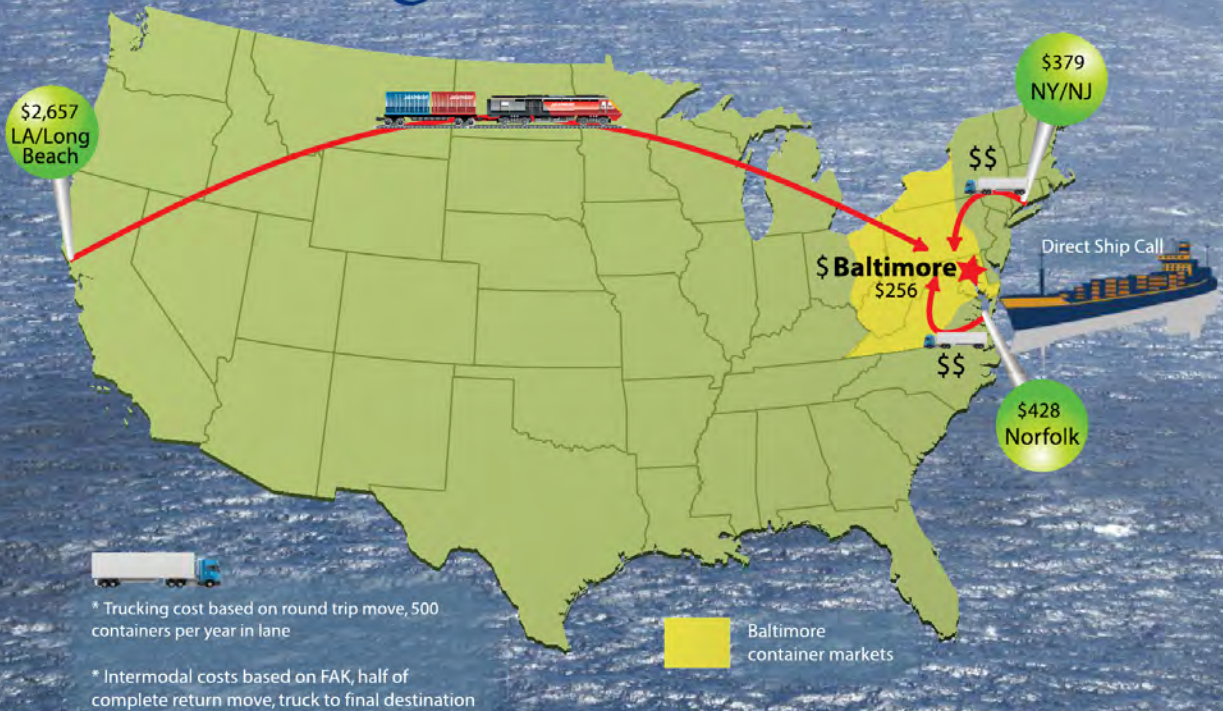 $2,657
LA/Long
Beach
$379
NY/NJ
$$
Direct Ship Call
$ Baltimore
$256
$$
$428
Norfolk
* Trucking cost based on round trip move, 500
containers per year in lane
* Intermodal costs based on FAK, half of
complete return move, truck to final destination
Baltimore
container markets